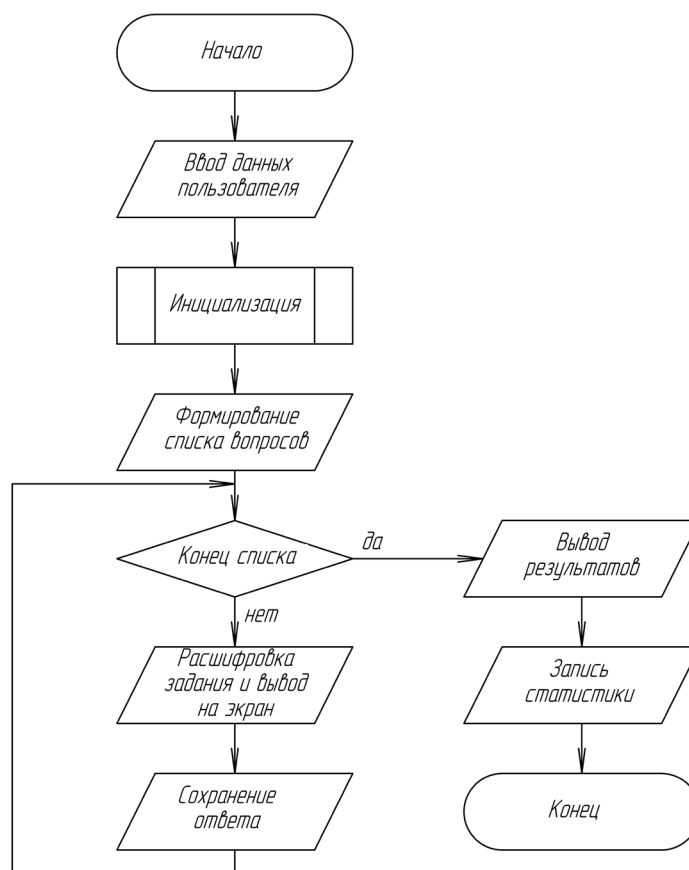 Начало
Ввод данных
пользователя
Инициализация
Формирование
списка вопросов
Конец списка
да
нет
Расшифровка
задания и вывод
на экран
Сохранение
ответа
Вывод
результатов
Запись
статистики
Конец